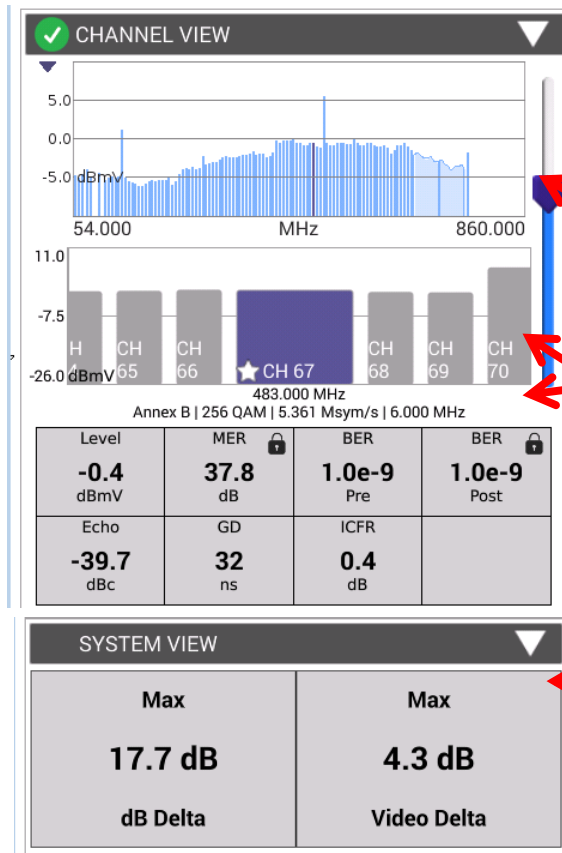 CHANNEL VIEW
5.0
0.0
-5.0 dBmV
54.000 MHz 860.000
11.0
-7.5
-26.0 dBmV
CH CH CH CH CH CH
65 66 CH 67 68 69 70
483.000 MHz
Annex B | 256 QAM | 5.361 Msym/s | 6.000 MHz
Level MER BER BER
-0.4 37.8 1.0e-9 1.0e-9
dBmV dB Pre Post
Echo GD ICFR
-39.7 32 0.4
dBc ns dB
SYSTEM VIEW
Max Max
17.7 dB 4.3 dB
dB Delta Video Delta